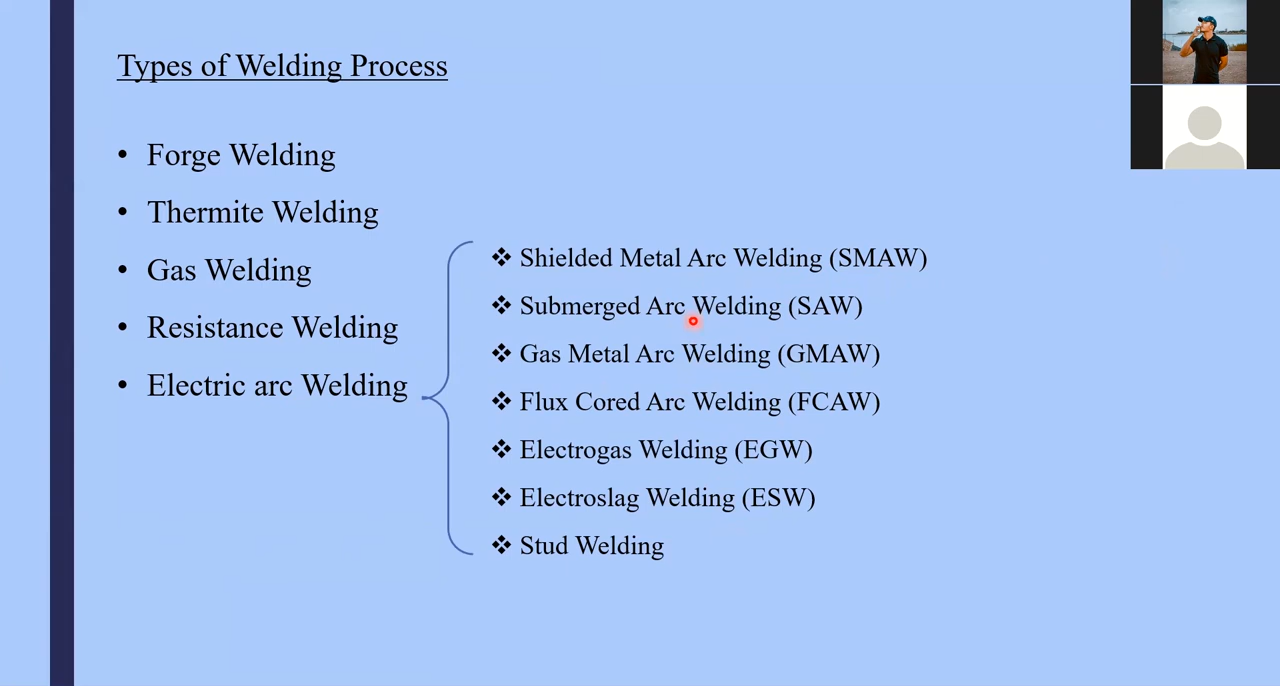 Types of Welding Process
• Forge Welding
• Thermite Welding
• Gas Welding
• Resistance Welding
• Electric arc Welding
❖ Shielded Metal Arc Welding (SMAW)
❖ Submerged Arc Welding (SAW)
❖ Gas Metal Arc Welding (GMAW)
❖ Flux Cored Arc Welding (FCAW)
❖ Electrogas Welding (EGW)
❖ Electroslag Welding (ESW)
❖ Stud Welding